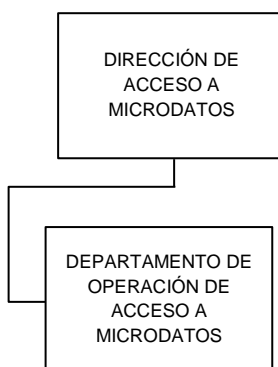 DIRECCIÓN DE
ACCESO A
MICRODATOS
DEPARTAMENTO DE
OPERACIÓN DE
ACCESO A
MICRODATOS